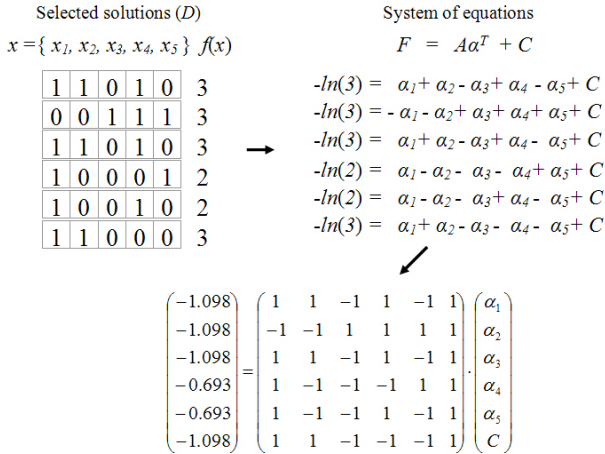 Selected solutions (D)
x ={ x1, x2, x3, x4, x5 } f(x)
1 1 0 1 0 3
0 0 1 1 1 3
1 1 0 1 0 3
1 0 0 0 1 2
1 0 0 1 0 2
1 1 0 0 0 3
System of equations
F = Aα^T + C
-ln(3) = α1+ α2 - α3+ α4 - α5+ C
-ln(3) = - α1 - α2+ α3+ α4+ α5+ C
-ln(3) = α1+ α2 - α3+ α4 - α5+ C
-ln(2) = α1 - α2 - α3 - α4+ α5+ C
-ln(2) = α1 - α2 - α3+ α4 - α5+ C
-ln(3) = α1+ α2 - α3 - α4 - α5+ C
(−1.098) (1 1 −1 1 −1 1) (α1)
(−1.098) (−1 −1 1 1 1 1) (α2)
(−1.098) (1 1 −1 1 −1 1) (α3)
(−0.693) = (1 −1 −1 −1 1 1) · (α4)
(−0.693) (1 −1 −1 1 −1 1) (α5)
(−1.098) (1 1 −1 −1 −1 1) (C)